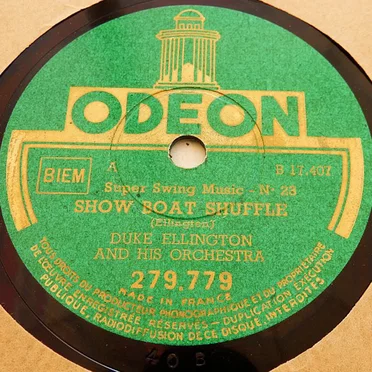 ODEON
BIEM
A
B 17.407
Super Swing Music - No 23
SHOW BOAT SHUFFLE
(Ellington)
DUKE ELLINGTON
AND HIS ORCHESTRA
279,779
MADE IN FRANCE
TOUS DROITS DU PRODUCTEUR PHONOGRAPHIQUE ET DU PROPRIÉTAIRE
DE L'ŒUVRE ENREGISTRÉE RÉSERVÉS - DUPLICATION EXÉCUTION
PUBLIQUE, RADIODIFFUSION DE CE DISQUE INTERDITES